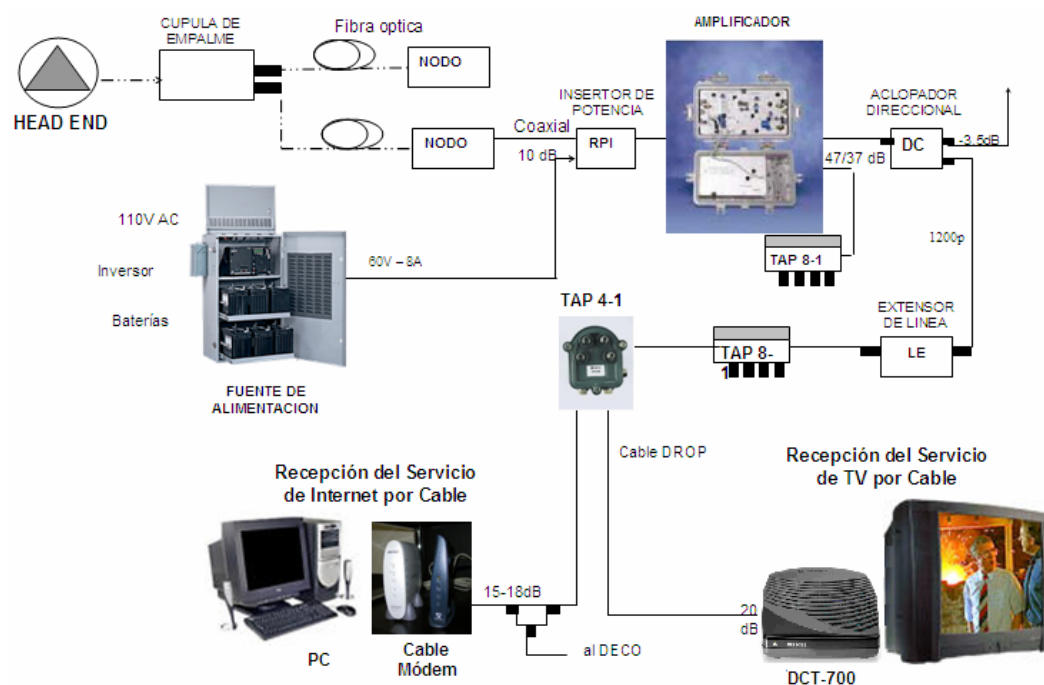 CUPULA DE
EMPALME
Fibra optica
NODO
HEAD END
NODO
Coaxial
10 dB
INSERTOR DE
POTENCIA
RPI
AMPLIFICADOR
47/37 dB
ACLOPADOR
DIRECCIONAL
DC
-3.5dB
1200p
TAP 8-1
110V AC
Inversor
Baterías
60V – 8A
FUENTE DE
ALIMENTACION
TAP 4-1
TAP 8-
1
EXTENSOR
DE LINEA
LE
Cable DROP
Recepción del Servicio
de Internet por Cable
Recepción del Servicio
de TV por Cable
15-18dB
al DECO
PC
Cable
Módem
20
dB
DCT-700